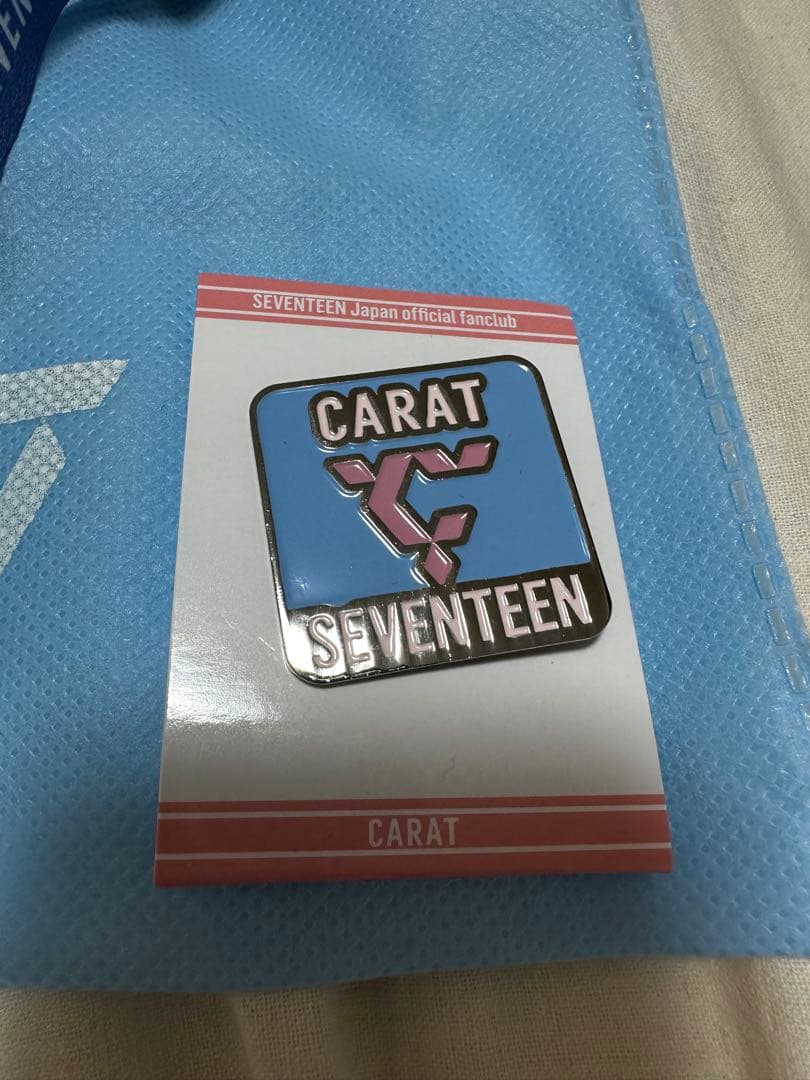 SEVENTEEN Japan official fanclub
CARAT
SEVENTEEN
CARAT